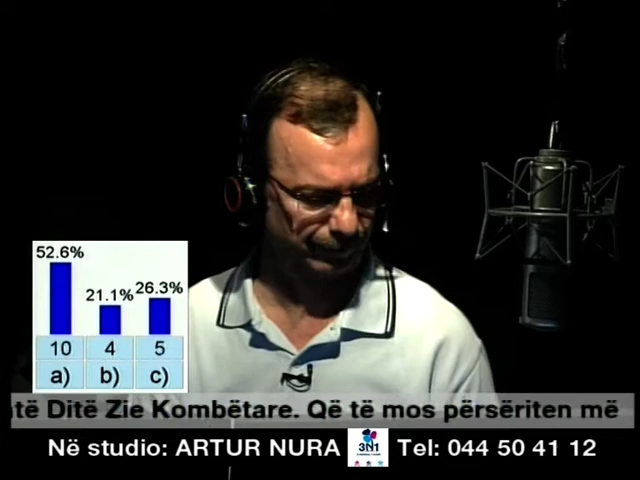 52.6%
21.1%
26.3%
10 4 5
a) b) c)
të Ditë Zie Kombëtare. Që të mos përsëriten më
Në studio: ARTUR NURA 3N1 Tel: 044 50 41 12